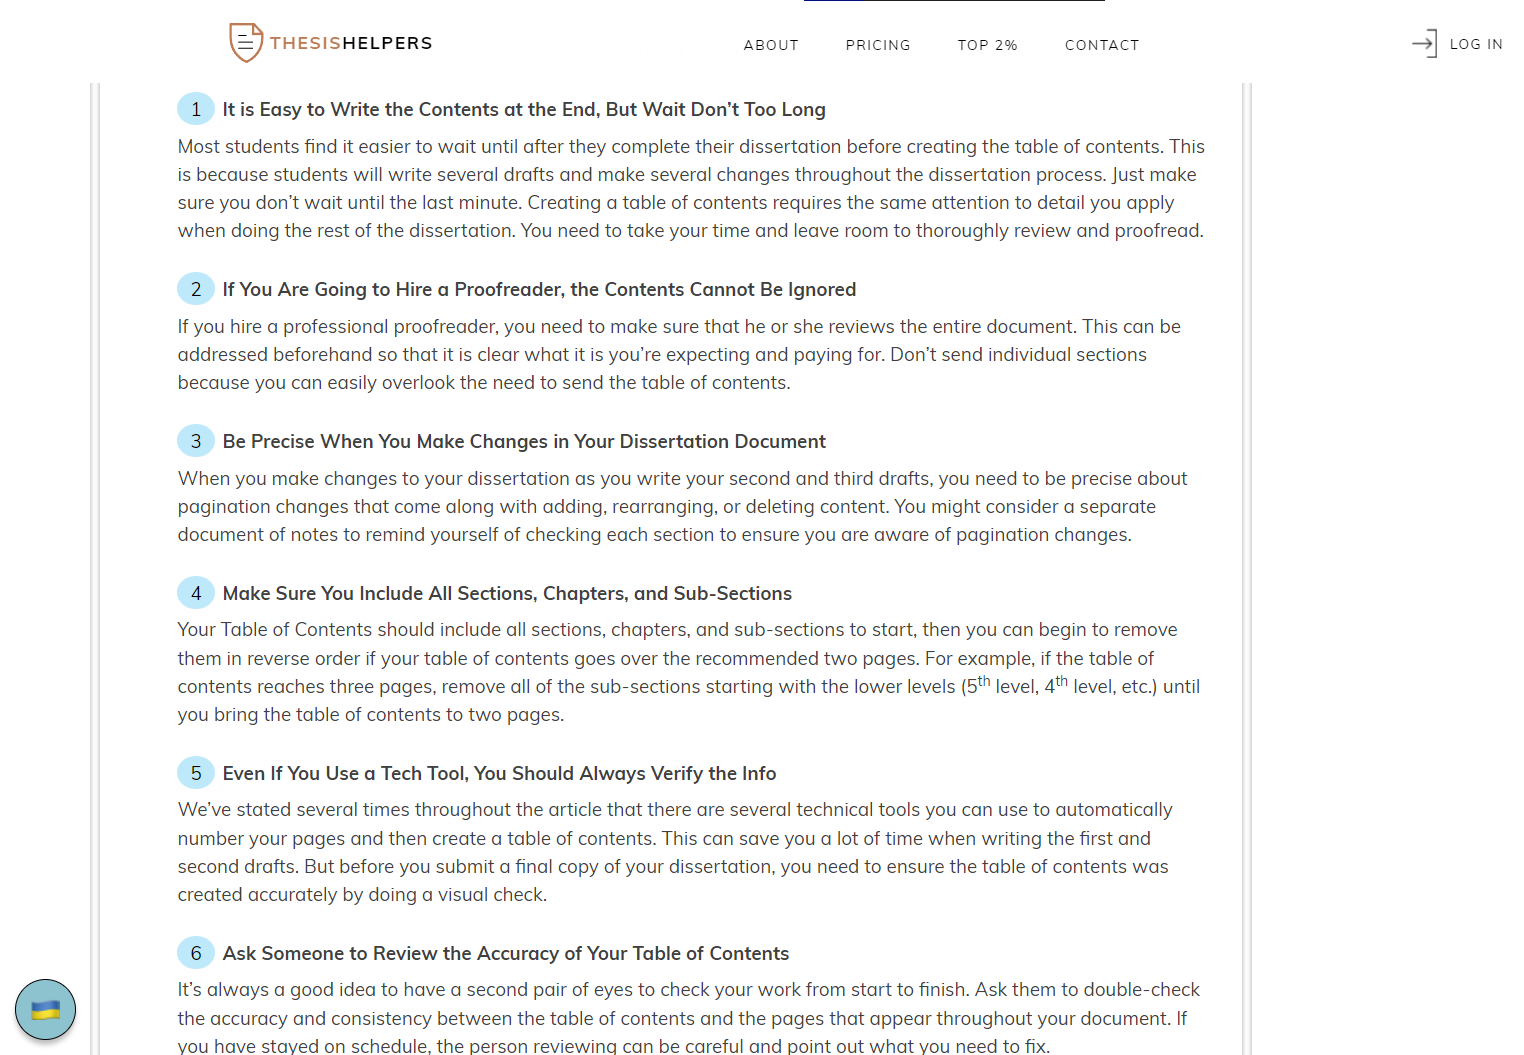 THESISHELPERS
ABOUT PRICING TOP 2% CONTACT
LOG IN
1 It is Easy to Write the Contents at the End, But Wait Don’t Too Long
Most students find it easier to wait until after they complete their dissertation before creating the table of contents. This
is because students will write several drafts and make several changes throughout the dissertation process. Just make
sure you don’t wait until the last minute. Creating a table of contents requires the same attention to detail you apply
when doing the rest of the dissertation. You need to take your time and leave room to thoroughly review and proofread.
2 If You Are Going to Hire a Proofreader, the Contents Cannot Be Ignored
If you hire a professional proofreader, you need to make sure that he or she reviews the entire document. This can be
addressed beforehand so that it is clear what it is you’re expecting and paying for. Don’t send individual sections
because you can easily overlook the need to send the table of contents.
3 Be Precise When You Make Changes in Your Dissertation Document
When you make changes to your dissertation as you write your second and third drafts, you need to be precise about
pagination changes that come along with adding, rearranging, or deleting content. You might consider a separate
document of notes to remind yourself of checking each section to ensure you are aware of pagination changes.
4 Make Sure You Include All Sections, Chapters, and Sub-Sections
Your Table of Contents should include all sections, chapters, and sub-sections to start, then you can begin to remove
them in reverse order if your table of contents goes over the recommended two pages. For example, if the table of
contents reaches three pages, remove all of the sub-sections starting with the lower levels (5th level, 4th level, etc.) until
you bring the table of contents to two pages.
5 Even If You Use a Tech Tool, You Should Always Verify the Info
We’ve stated several times throughout the article that there are several technical tools you can use to automatically
number your pages and then create a table of contents. This can save you a lot of time when writing the first and
second drafts. But before you submit a final copy of your dissertation, you need to ensure the table of contents was
created accurately by doing a visual check.
6 Ask Someone to Review the Accuracy of Your Table of Contents
It’s always a good idea to have a second pair of eyes to check your work from start to finish. Ask them to double-check
the accuracy and consistency between the table of contents and the pages that appear throughout your document. If
you have stayed on schedule, the person reviewing can be careful and point out what you need to fix.